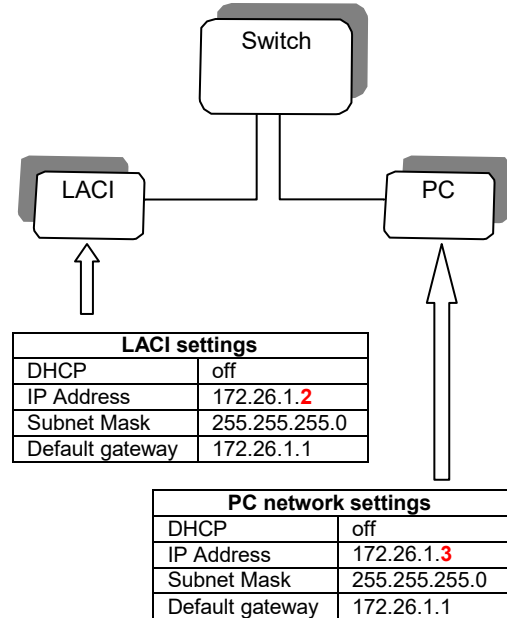 Switch
LACI
PC
LACI settings
DHCP off
IP Address 172.26.1.2
Subnet Mask 255.255.255.0
Default gateway 172.26.1.1
PC network settings
DHCP off
IP Address 172.26.1.3
Subnet Mask 255.255.255.0
Default gateway 172.26.1.1